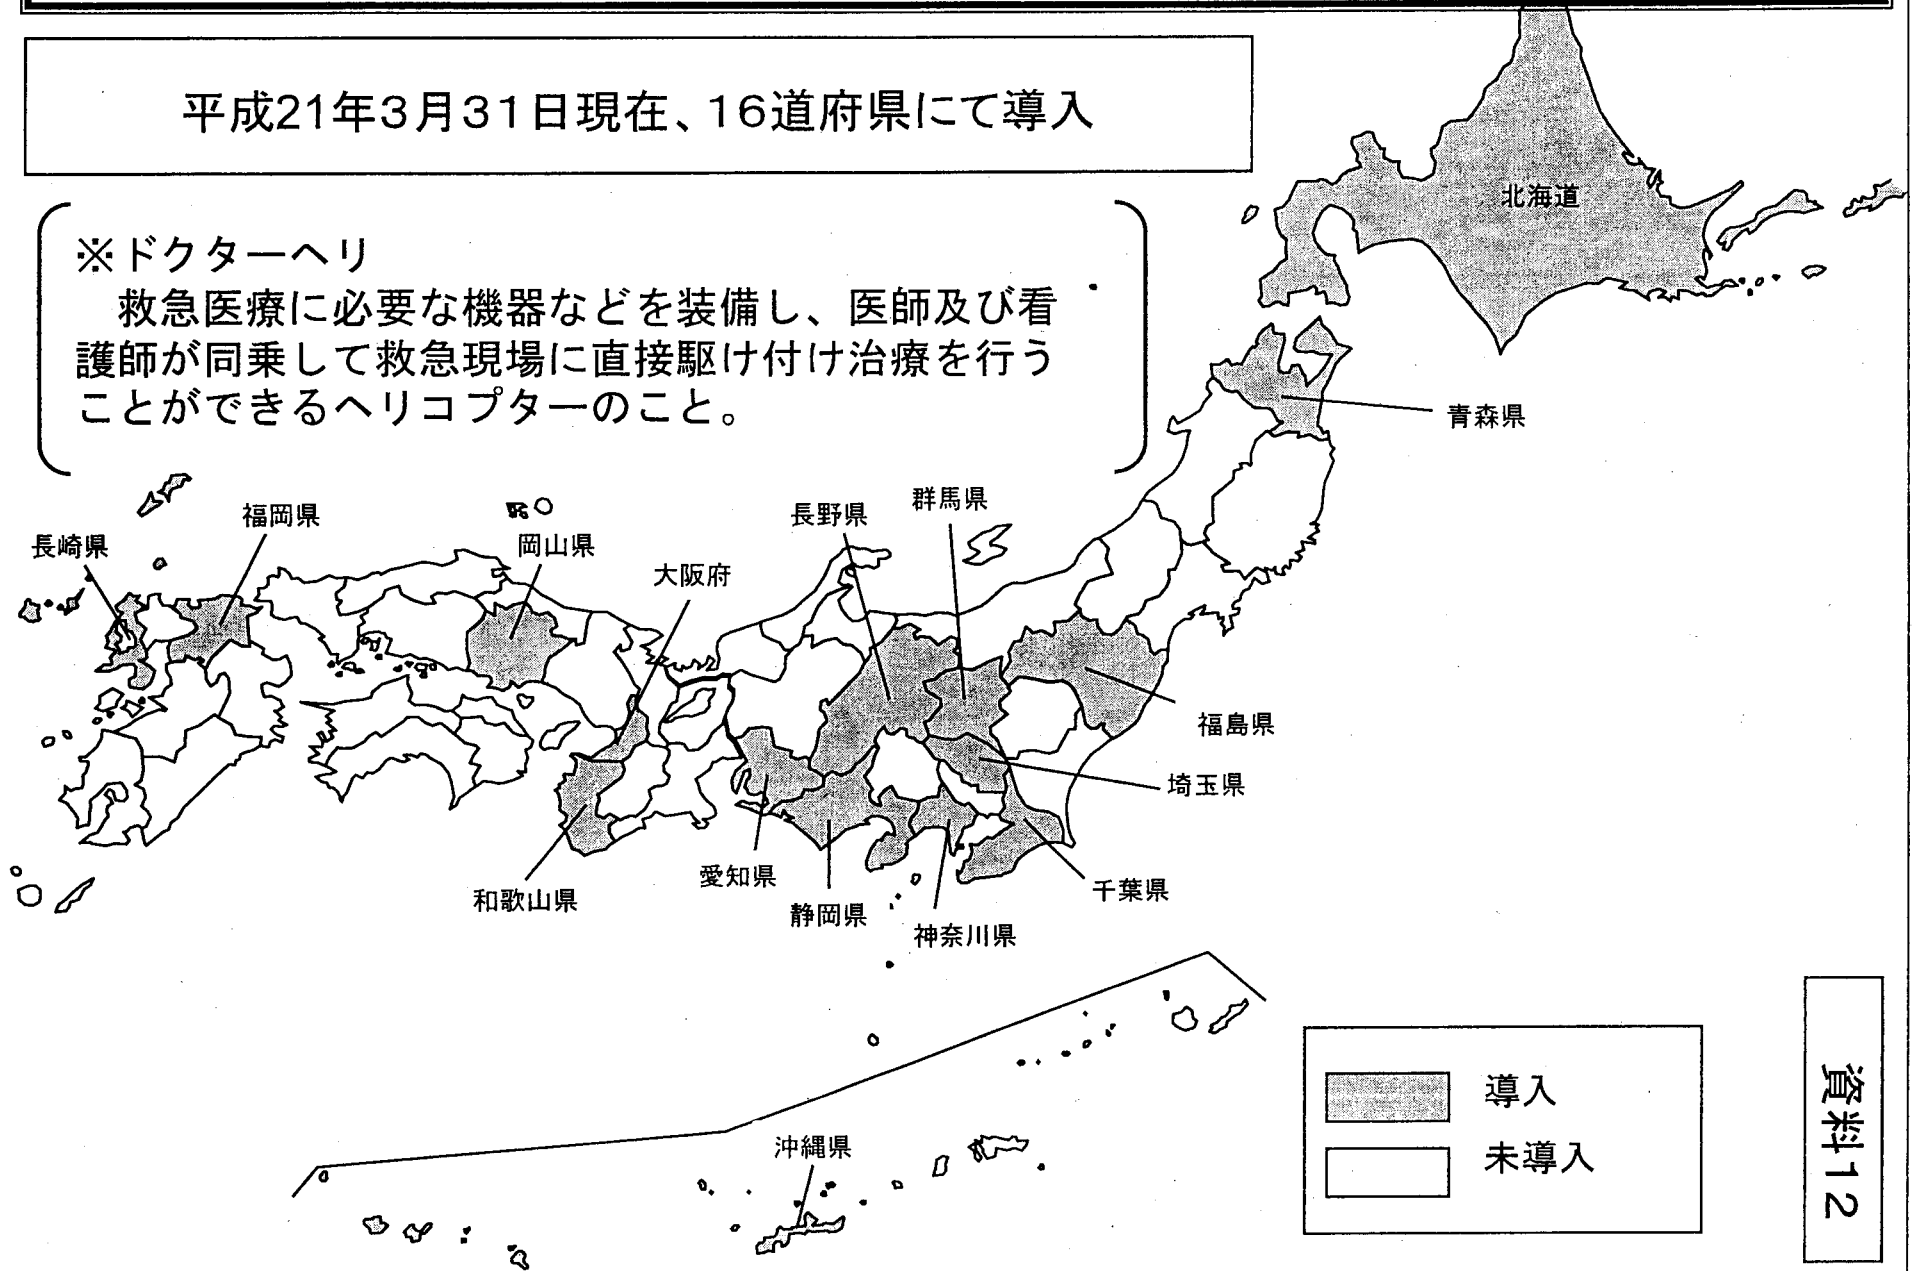 平成21年3月31日現在、16道府県にて導入
※ドクターヘリ
救急医療に必要な機器などを装備し、医師及び看
護師が同乗して救急現場に直接駆け付け治療を行う
ことができるヘリコプターのこと。
北海道
青森県
群馬県
長野県
福岡県
岡山県
長崎県
大阪府
福島県
埼玉県
愛知県
千葉県
和歌山県
静岡県
神奈川県
沖縄県
導入
未導入
資料12